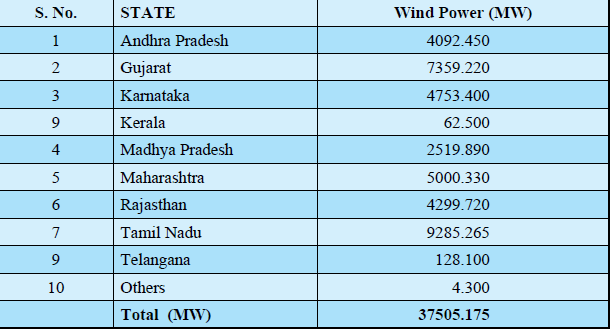 S. No. STATE Wind Power (MW)
1 Andhra Pradesh 4092.450
2 Gujarat 7359.220
3 Karnataka 4753.400
9 Kerala 62.500
4 Madhya Pradesh 2519.890
5 Maharashtra 5000.330
6 Rajasthan 4299.720
7 Tamil Nadu 9285.265
9 Telangana 128.100
10 Others 4.300
Total (MW) 37505.175